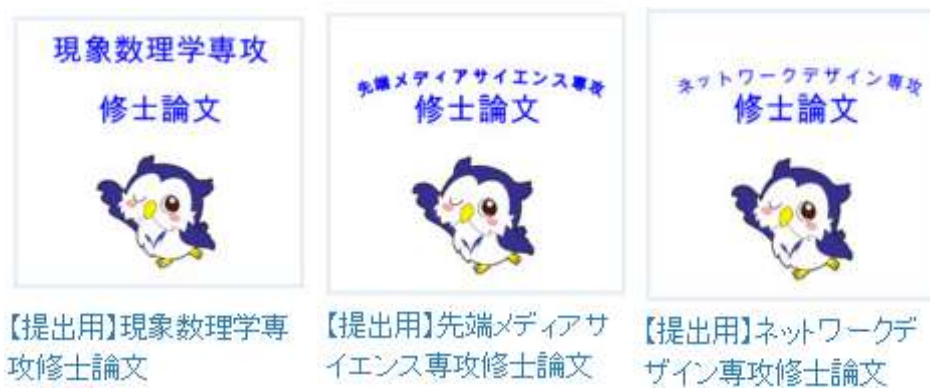 現象数理学専攻
修士論文
【提出用】現象数理学専
攻修士論文
先端メディアサイエンス専攻
修士論文
【提出用】先端メディアサ
イエンス専攻修士論文
ネットワークデザイン専攻
修士論文
【提出用】ネットワークデ
ザイン専攻修士論文